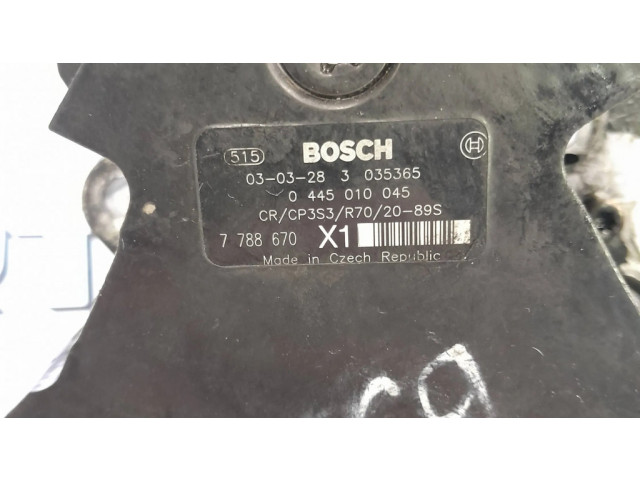 515 BOSCH
03-03-28 3 035365
0 445 010 045
CR/CP3S3/R70/20-89S
7 788 670 X1
Made in Czech Republic